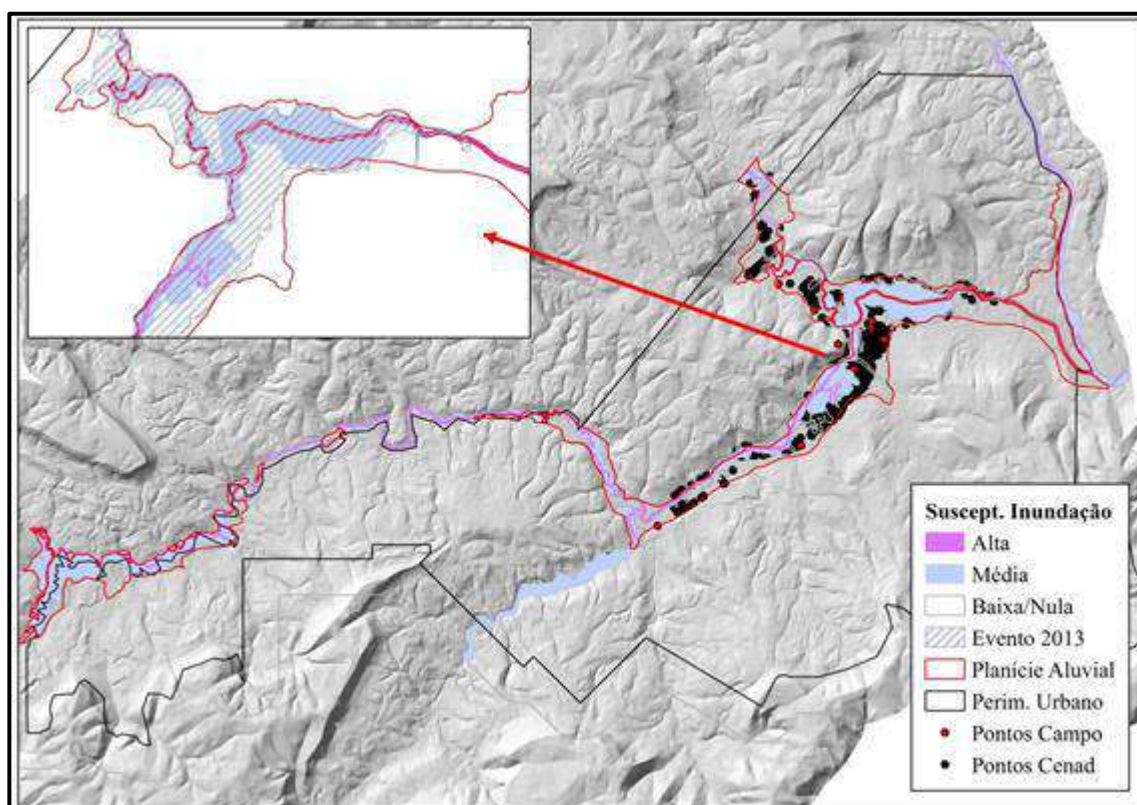 Suscept. Inundação
Alta
Média
Baixa/Nula
Evento 2013
Planície Aluvial
Perim. Urbano
Pontos Campo
Pontos Cenad